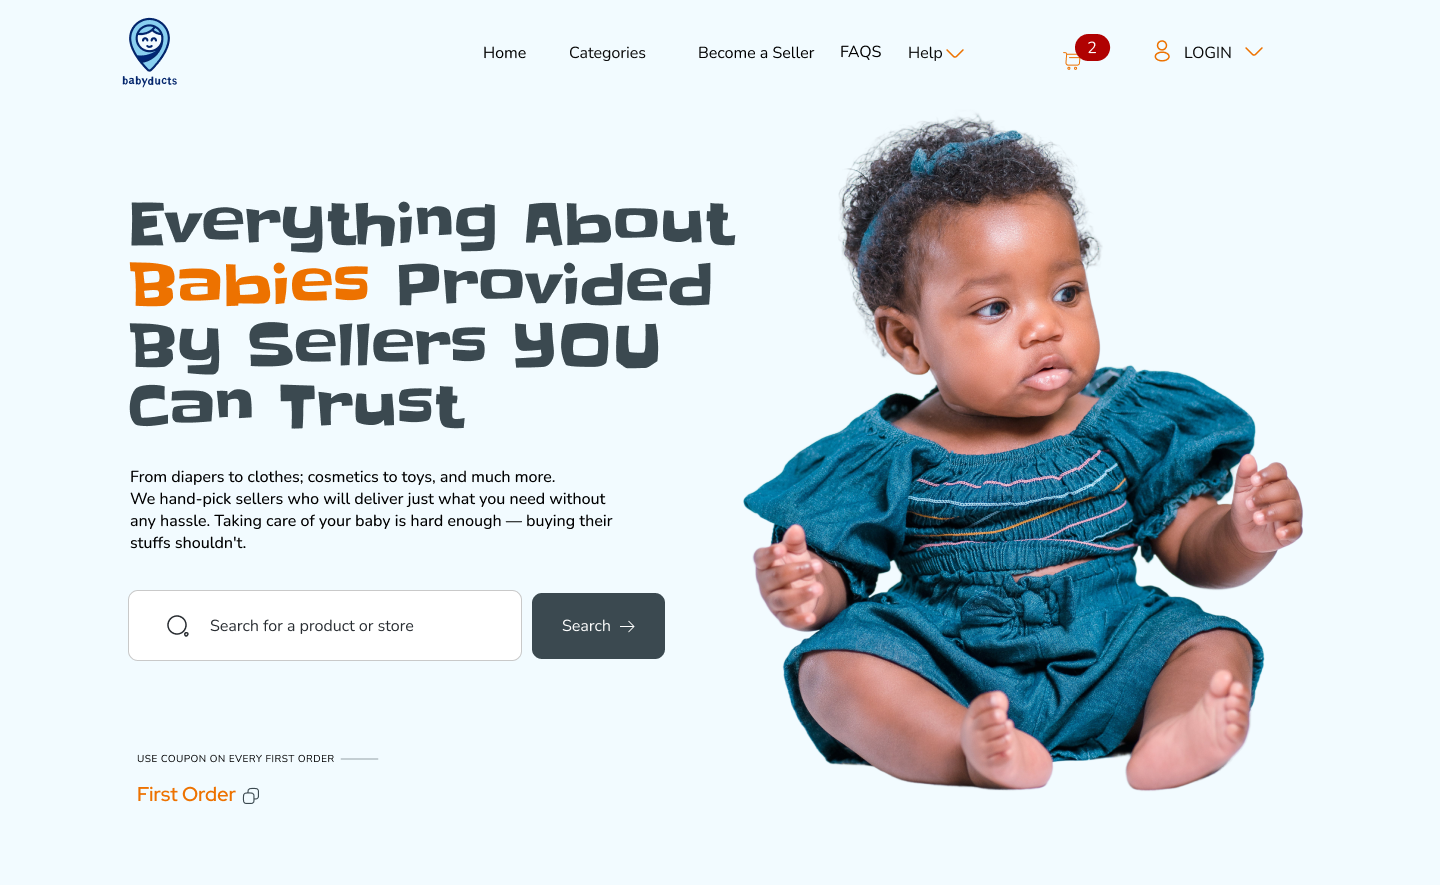 babyducts
Home
Categories
Become a Seller
FAQS
Help
2
LOGIN
Everything About
Babies Provided
By Sellers YOU
Can Trust
From diapers to clothes; cosmetics to toys, and much more.
We hand-pick sellers who will deliver just what you need without
any hassle. Taking care of your baby is hard enough — buying their
stuffs shouldn't.
Search for a product or store
Search
USE COUPON ON EVERY FIRST ORDER
First Order